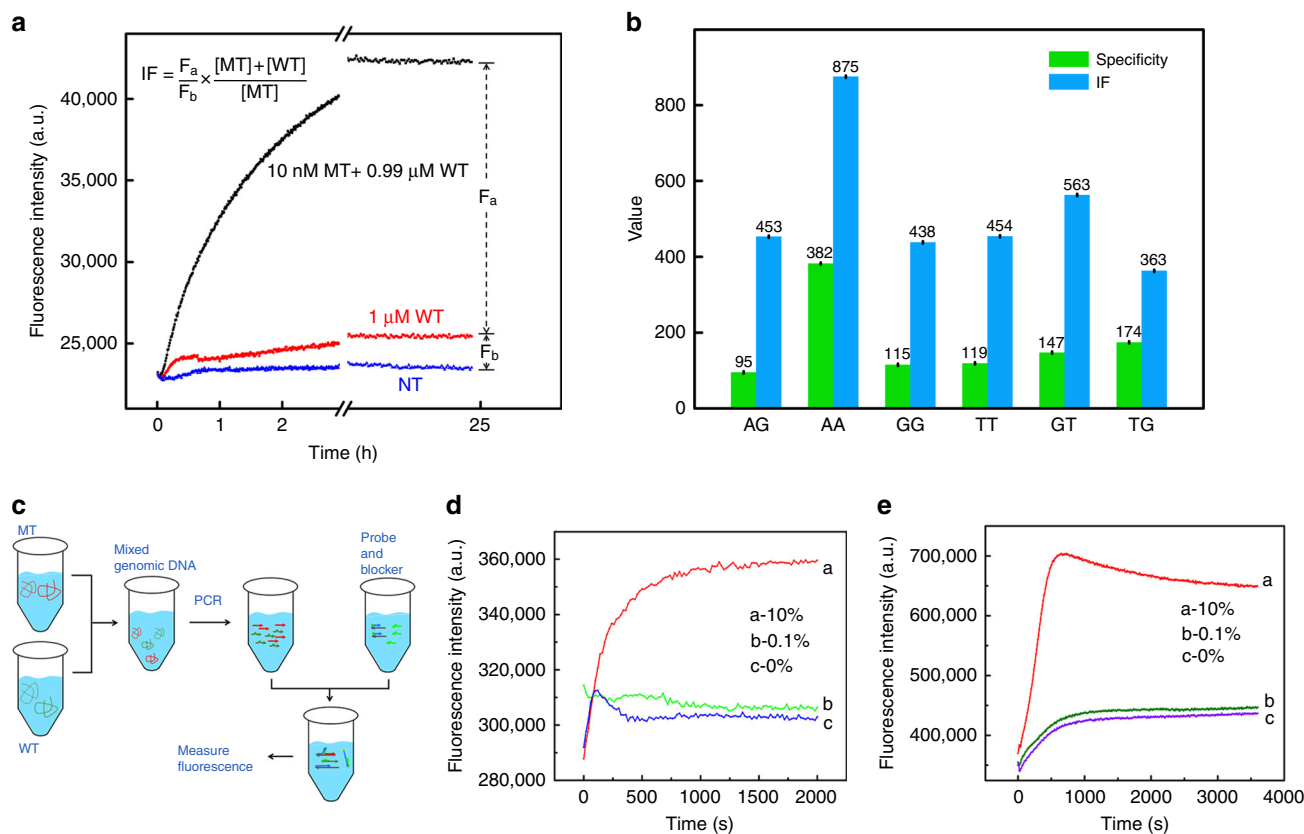 a
IF = Fa/Fb × [MT]+[WT]/[MT]
Fluorescence intensity (a.u.)
40,000
35,000
30,000
25,000
10 nM MT+ 0.99 μM WT
1 μM WT
NT
Fa
Fb
0
1
2
25
Time (h)
b
Specificity
IF
Value
800
600
400
200
0
95
453
382
875
115
438
119
454
147
563
174
363
AG
AA
GG
TT
GT
TG
c
MT
WT
Mixed
genomic DNA
PCR
Probe
and
blocker
Measure
fluorescence
d
Fluorescence intensity (a.u.)
360,000
340,000
320,000
300,000
280,000
a
b
c
a-10%
b-0.1%
c-0%
0
500
1000
1500
2000
Time (s)
e
Fluorescence intensity (a.u.)
700,000
650,000
500,000
450,000
400,000
a
b
c
a-10%
b-0.1%
c-0%
0
1000
2000
3000
4000
Time (s)